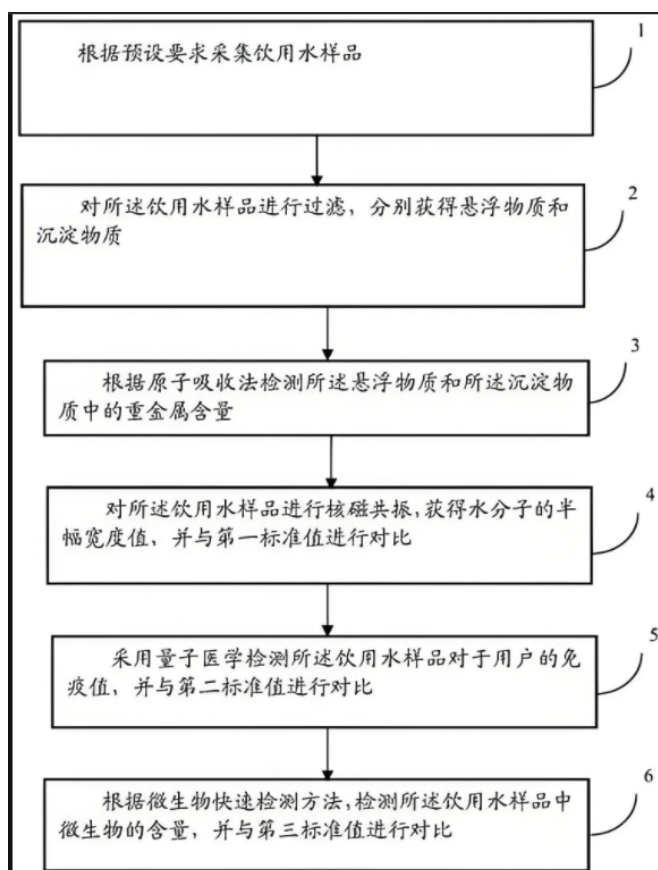 根据预设要求采集饮用水样品
1
对所述饮用水样品进行过滤，分别获得悬浮物质和
沉淀物质
2
根据原子吸收法检测所述悬浮物质和所述沉淀物
质中的重金属含量
3
对所述饮用水样品进行核磁共振，获得水分子的半
幅宽度值，并与第一标准值进行对比
4
采用量子医学检测所述饮用水样品对于用户的免
疫值，并与第二标准值进行对比
5
根据微生物快速检测方法，检测所述饮用水样品中
微生物的含量，并与第三标准值进行对比
6